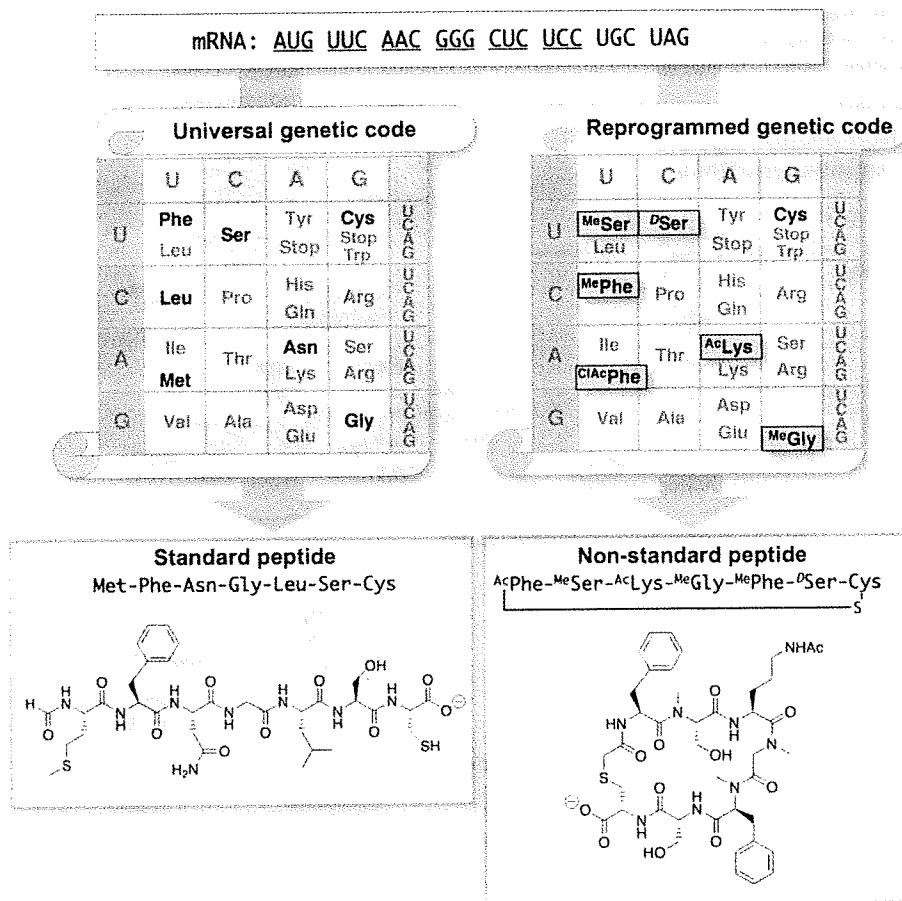 mRNA: AUG UUC AAC GGG CUC UCC UGC UAG
Universal genetic code
U C A G
U Phe Leu Ser Tyr Stop Cys Stop Trp UCAG
C Leu Pro His Gln Arg UCAG
A Ile Met Thr Asn Lys Ser Arg UCAG
G Val Ala Asp Glu Gly UCAG
Reprogrammed genetic code
U C A G
U MeSer Leu DSer Tyr Stop Cys Stop Trp UCAG
C MePhe Pro His Gln Arg UCAG
A Ile ClAcPhe Thr AcLys Lys Ser Arg UCAG
G Val Ala Asp Glu MeGly UCAG
Standard peptide
Met-Phe-Asn-Gly-Leu-Ser-Cys
H N H O O N H O N H O OH N H O O⊖
S H₂N O SH
Non-standard peptide
AcPhe-MeSer-AcLys-MeGly-MePhe-DSer-Cys
S
NHAc
O N O N H O
HN O OH N
S N O
⊖O O N H O H N O
HO